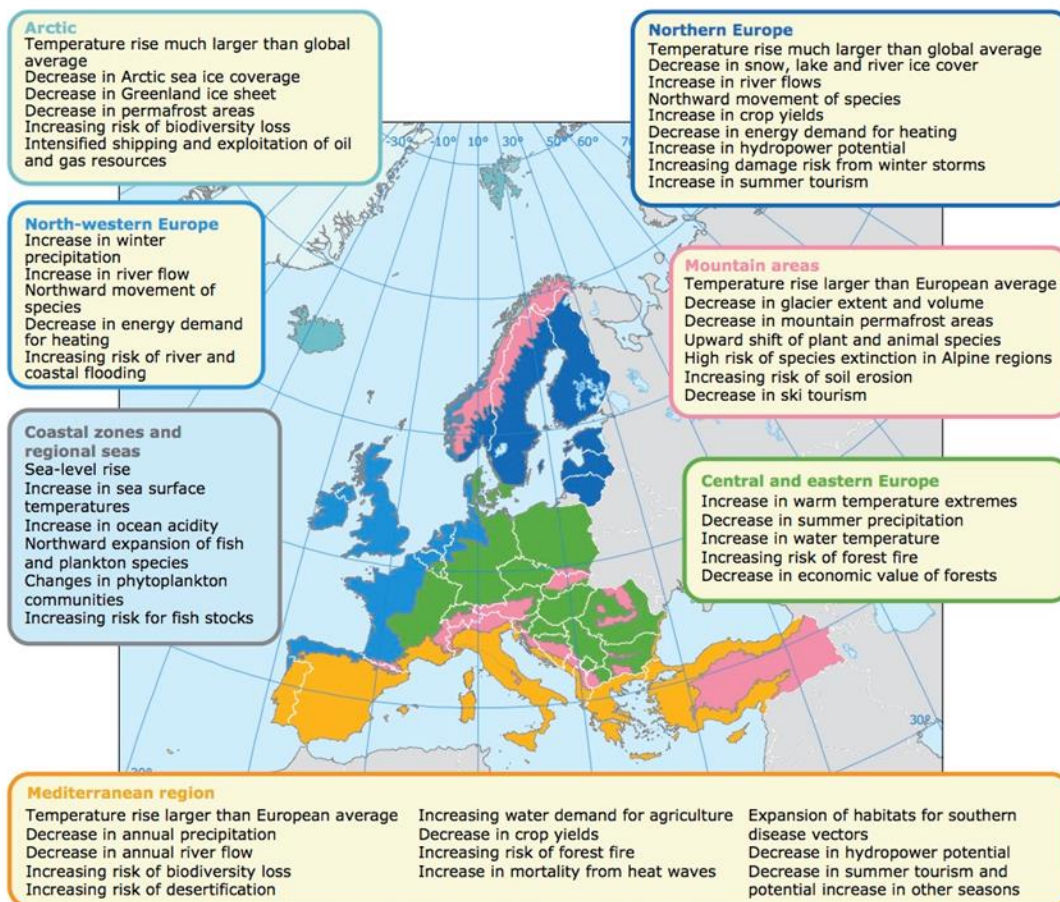 Arctic
Temperature rise much larger than global
average
Decrease in Arctic sea ice coverage
Decrease in Greenland ice sheet
Decrease in permafrost areas
Increasing risk of biodiversity loss
Intensified shipping and exploitation of oil
and gas resources
Northern Europe
Temperature rise much larger than global average
Decrease in snow, lake and river ice cover
Increase in river flows
Northward movement of species
Increase in crop yields
Decrease in energy demand for heating
Increase in hydropower potential
Increasing damage risk from winter storms
Increase in summer tourism
-30° -10° 10° 30° 50° 60°
North-western Europe
Increase in winter
precipitation
Increase in river flow
Northward movement of
species
Decrease in energy demand
for heating
Increasing risk of river and
coastal flooding
Mountain areas
Temperature rise larger than European average
Decrease in glacier extent and volume
Decrease in mountain permafrost areas
Upward shift of plant and animal species
High risk of species extinction in Alpine regions
Increasing risk of soil erosion
Decrease in ski tourism
Coastal zones and
regional seas
Sea-level rise
Increase in sea surface
temperatures
Increase in ocean acidity
Northward expansion of fish
and plankton species
Changes in phytoplankton
communities
Increasing risk for fish stocks
Central and eastern Europe
Increase in warm temperature extremes
Decrease in summer precipitation
Increase in water temperature
Increasing risk of forest fire
Decrease in economic value of forests
0° 10° 20° 30°
Mediterranean region
Temperature rise larger than European average
Decrease in annual precipitation
Decrease in annual river flow
Increasing risk of biodiversity loss
Increasing risk of desertification
Increasing water demand for agriculture
Decrease in crop yields
Increasing risk of forest fire
Increase in mortality from heat waves
Expansion of habitats for southern
disease vectors
Decrease in hydropower potential
Decrease in summer tourism and
potential increase in other seasons